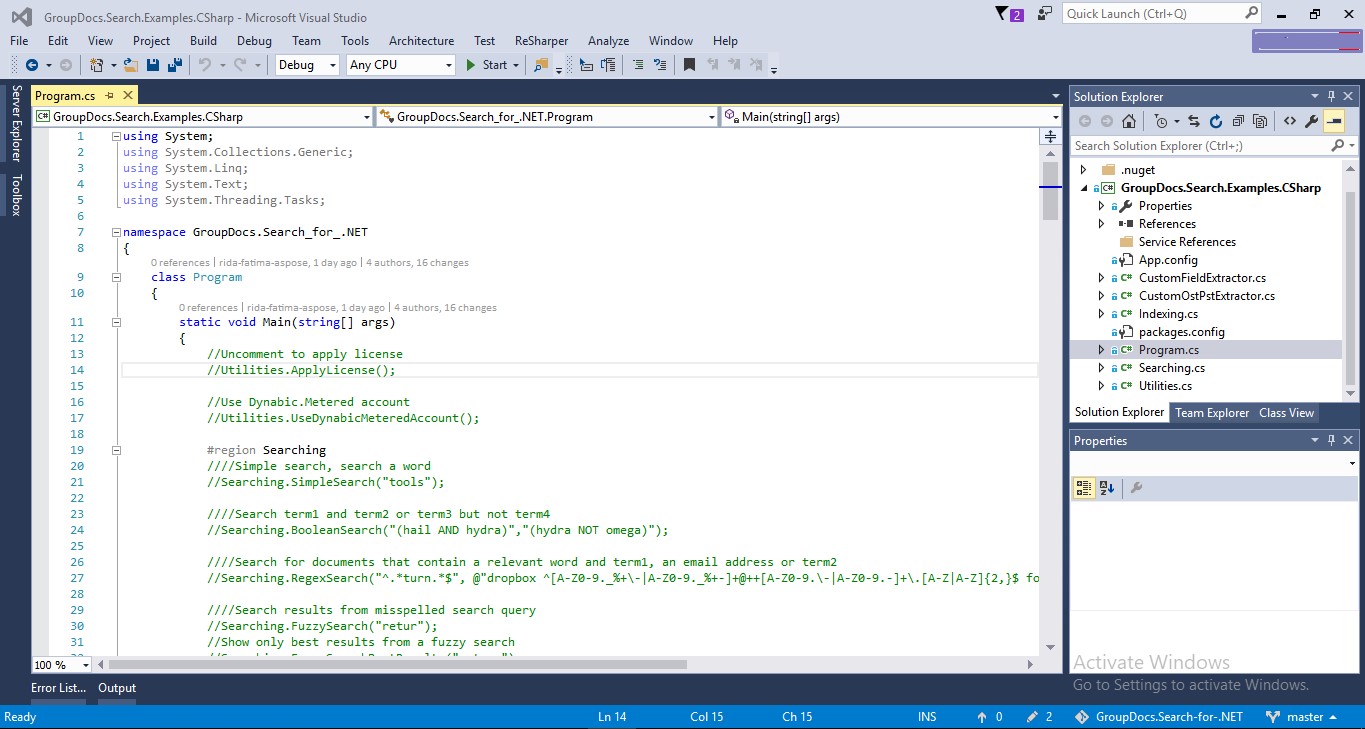 GroupDocs.Search.Examples.CSharp - Microsoft Visual Studio
2
Quick Launch (Ctrl+Q)
File Edit View Project Build Debug Team Tools Architecture Test ReSharper Analyze Window Help
Debug Any CPU Start
Server Explorer
Toolbox
Program.cs
GroupDocs.Search.Examples.CSharp GroupDocs.Search_for_.NET.Program Main(string[] args)
1 using System;
2 using System.Collections.Generic;
3 using System.Linq;
4 using System.Text;
5 using System.Threading.Tasks;
6
7 namespace GroupDocs.Search_for_.NET
8 {
0 references | rida-fatima-aspose, 1 day ago | 4 authors, 16 changes
9 class Program
10 {
0 references | rida-fatima-aspose, 1 day ago | 4 authors, 16 changes
11 static void Main(string[] args)
12 {
13 //Uncomment to apply license
14 //Utilities.ApplyLicense();
15
16 //Use Dynabic.Metered account
17 //Utilities.UseDynabicMeteredAccount();
18
19 #region Searching
20 ////Simple search, search a word
21 //Searching.SimpleSearch("tools");
22
23 ////Search term1 and term2 or term3 but not term4
24 //Searching.BooleanSearch("(hail AND hydra)","(hydra NOT omega)");
25
26 ////Search for documents that contain a relevant word and term1, an email address or term2
27 //Searching.RegexSearch("^.*turn.*$", @"dropbox ^[A-Z0-9._%+\-|A-Z0-9._%+-]+@++[A-Z0-9.\-|A-Z0-9.-]+\.[A-Z|A-Z]{2,}$ fo
28
29 ////Search results from misspelled search query
30 //Searching.FuzzySearch("retur");
31 //Show only best results from a fuzzy search
100 %
Solution Explorer
Search Solution Explorer (Ctrl+;)
.nuget
GroupDocs.Search.Examples.CSharp
Properties
References
Service References
App.config
CustomFieldExtractor.cs
CustomOstPstExtractor.cs
Indexing.cs
packages.config
Program.cs
Searching.cs
Utilities.cs
Solution Explorer Team Explorer Class View
Properties
Activate Windows
Go to Settings to activate Windows.
Error List... Output
Ready Ln 14 Col 15 Ch 15 INS 0 2 GroupDocs.Search-for-.NET master